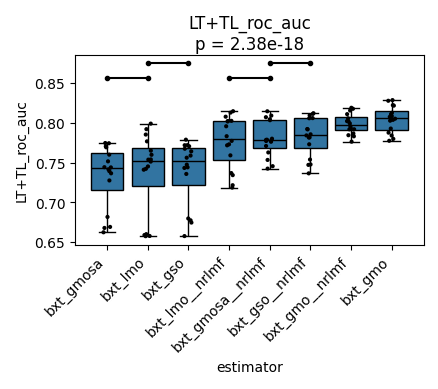 LT+TL_roc_auc
p = 2.38e-18
LT+TL_roc_auc
0.85
0.80
0.75
0.70
0.65
bxt_gmosa
bxt_lmo
bxt_gso
bxt_lmo__nrlmf
bxt_gmosa__nrlmf
bxt_gso__nrlmf
bxt_gmo__nrlmf
bxt_gmo
estimator